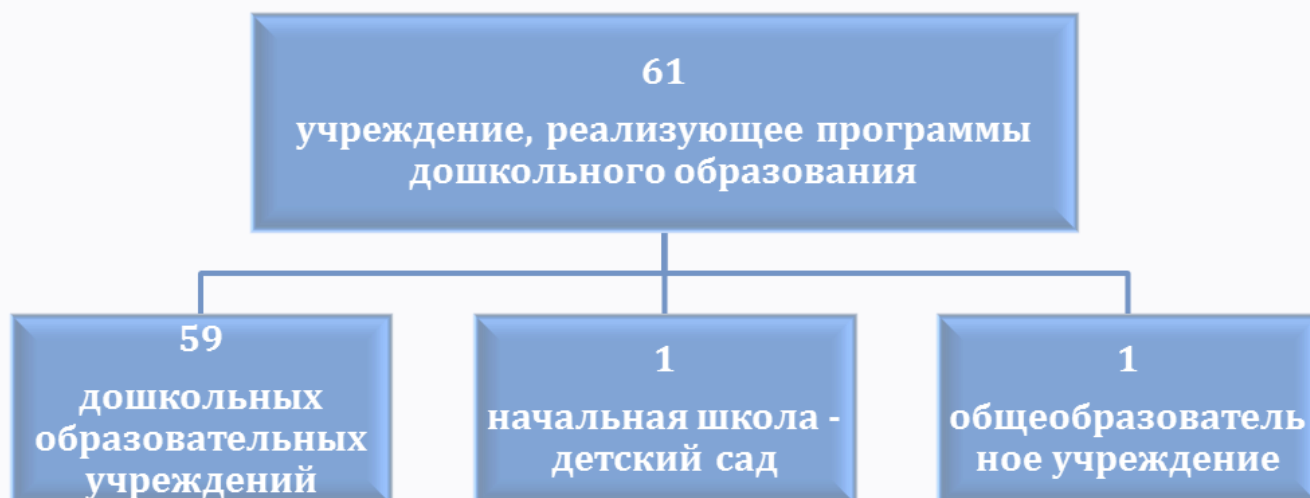 61
учреждение, реализующее программы
дошкольного образования
59
дошкольных
образовательных
учреждений
1
начальная школа -
детский сад
1
общеобразователь
ное учреждение